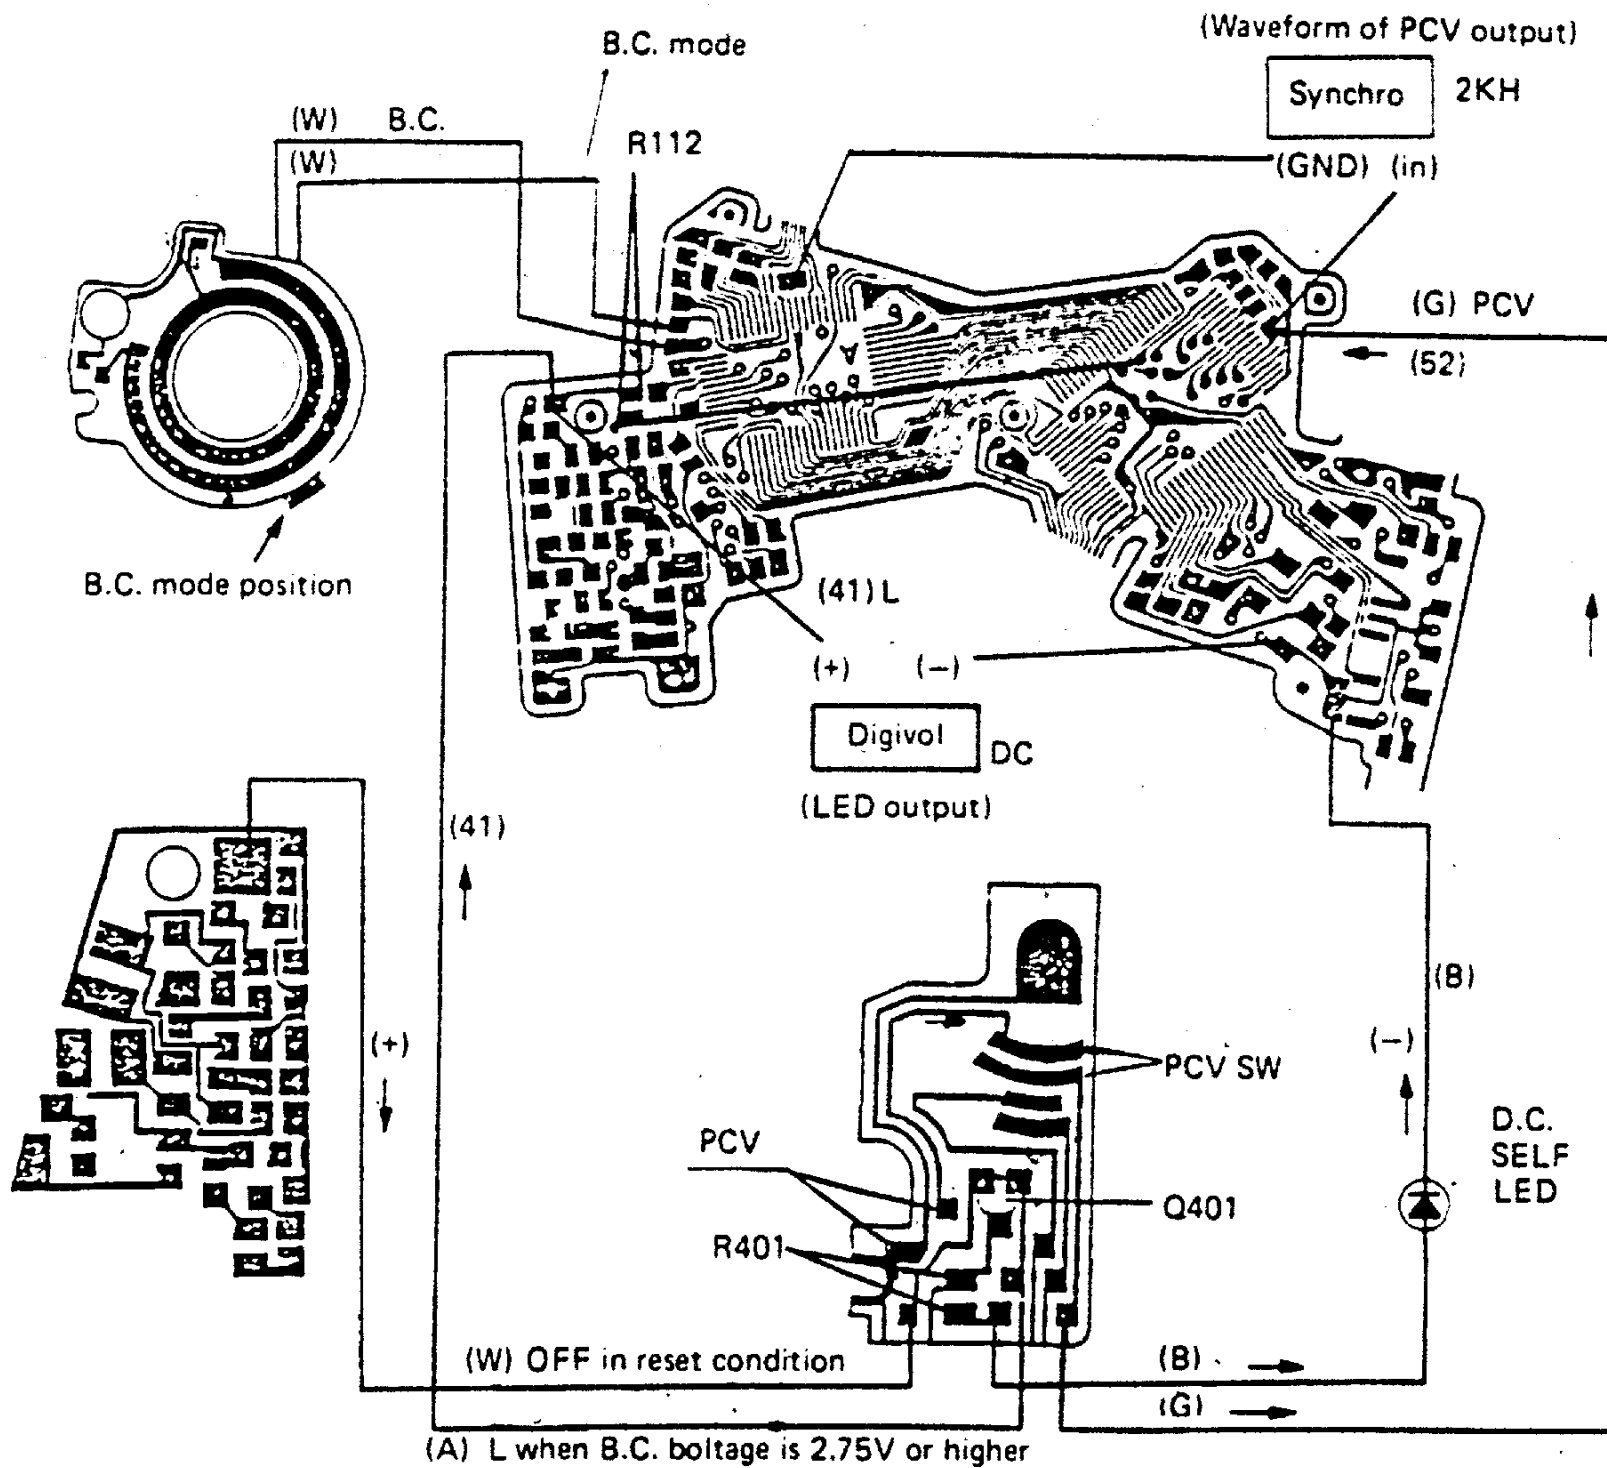 (Waveform of PCV output)
B.C. mode
Synchro 2KH
(W) B.C.
R112
(W)
(GND) (in)
(G) PCV
(52)
A
B.C. mode position
(41) L
(+) (−)
Digivol DC
(LED output)
(41)
(B)
(+)
(−)
PCV SW
D.C.
SELF
LED
PCV
Q401
R401
(W) OFF in reset condition
(B)
(G)
(A) L when B.C. boltage is 2.75V or higher